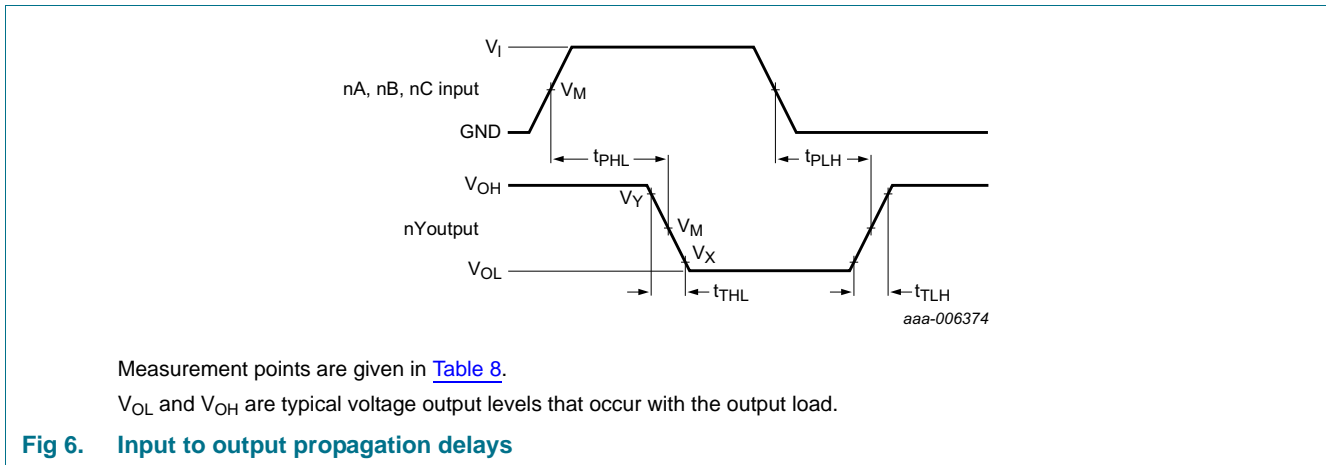 VI
nA, nB, nC input
VM
GND
tPHL
tPLH
VOH
VY
nYoutput
VM
VX
VOL
tTHL
tTLH
aaa-006374
Measurement points are given in Table 8.
VOL and VOH are typical voltage output levels that occur with the output load.
Fig 6. Input to output propagation delays